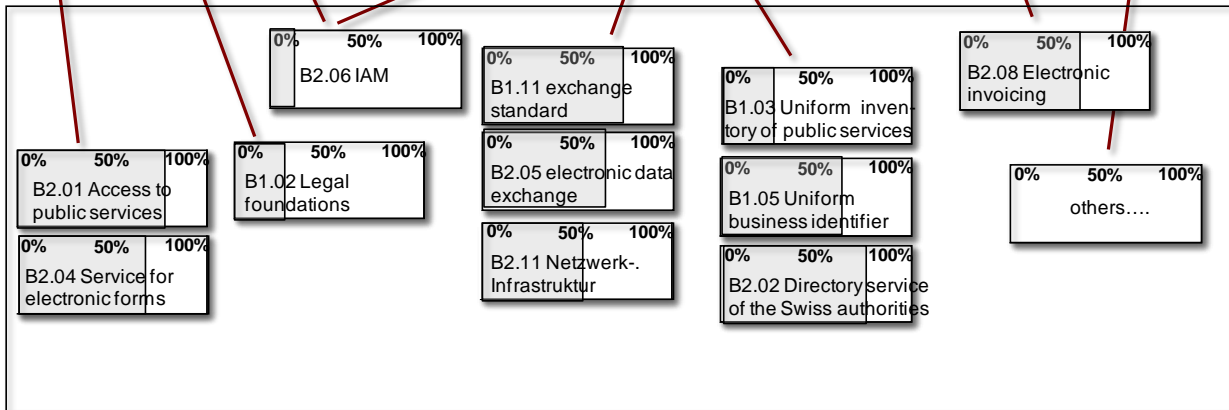 0% 50% 100%
B2.01 Access to
public services
0% 50% 100%
B2.04 Service for
electronic forms
0% 50% 100%
B1.02 Legal
foundations
0% 50% 100%
B2.06 IAM
0% 50% 100%
B1.11 exchange
standard
0% 50% 100%
B2.05 electronic data
exchange
0% 50% 100%
B2.11 Netzwerk-.
Infrastruktur
0% 50% 100%
B1.03 Uniform inven-
tory of public services
0% 50% 100%
B1.05 Uniform
business identifier
0% 50% 100%
B2.02 Directory service
of the Swiss authorities
0% 50% 100%
B2.08 Electronic
invoicing
0% 50% 100%
others....